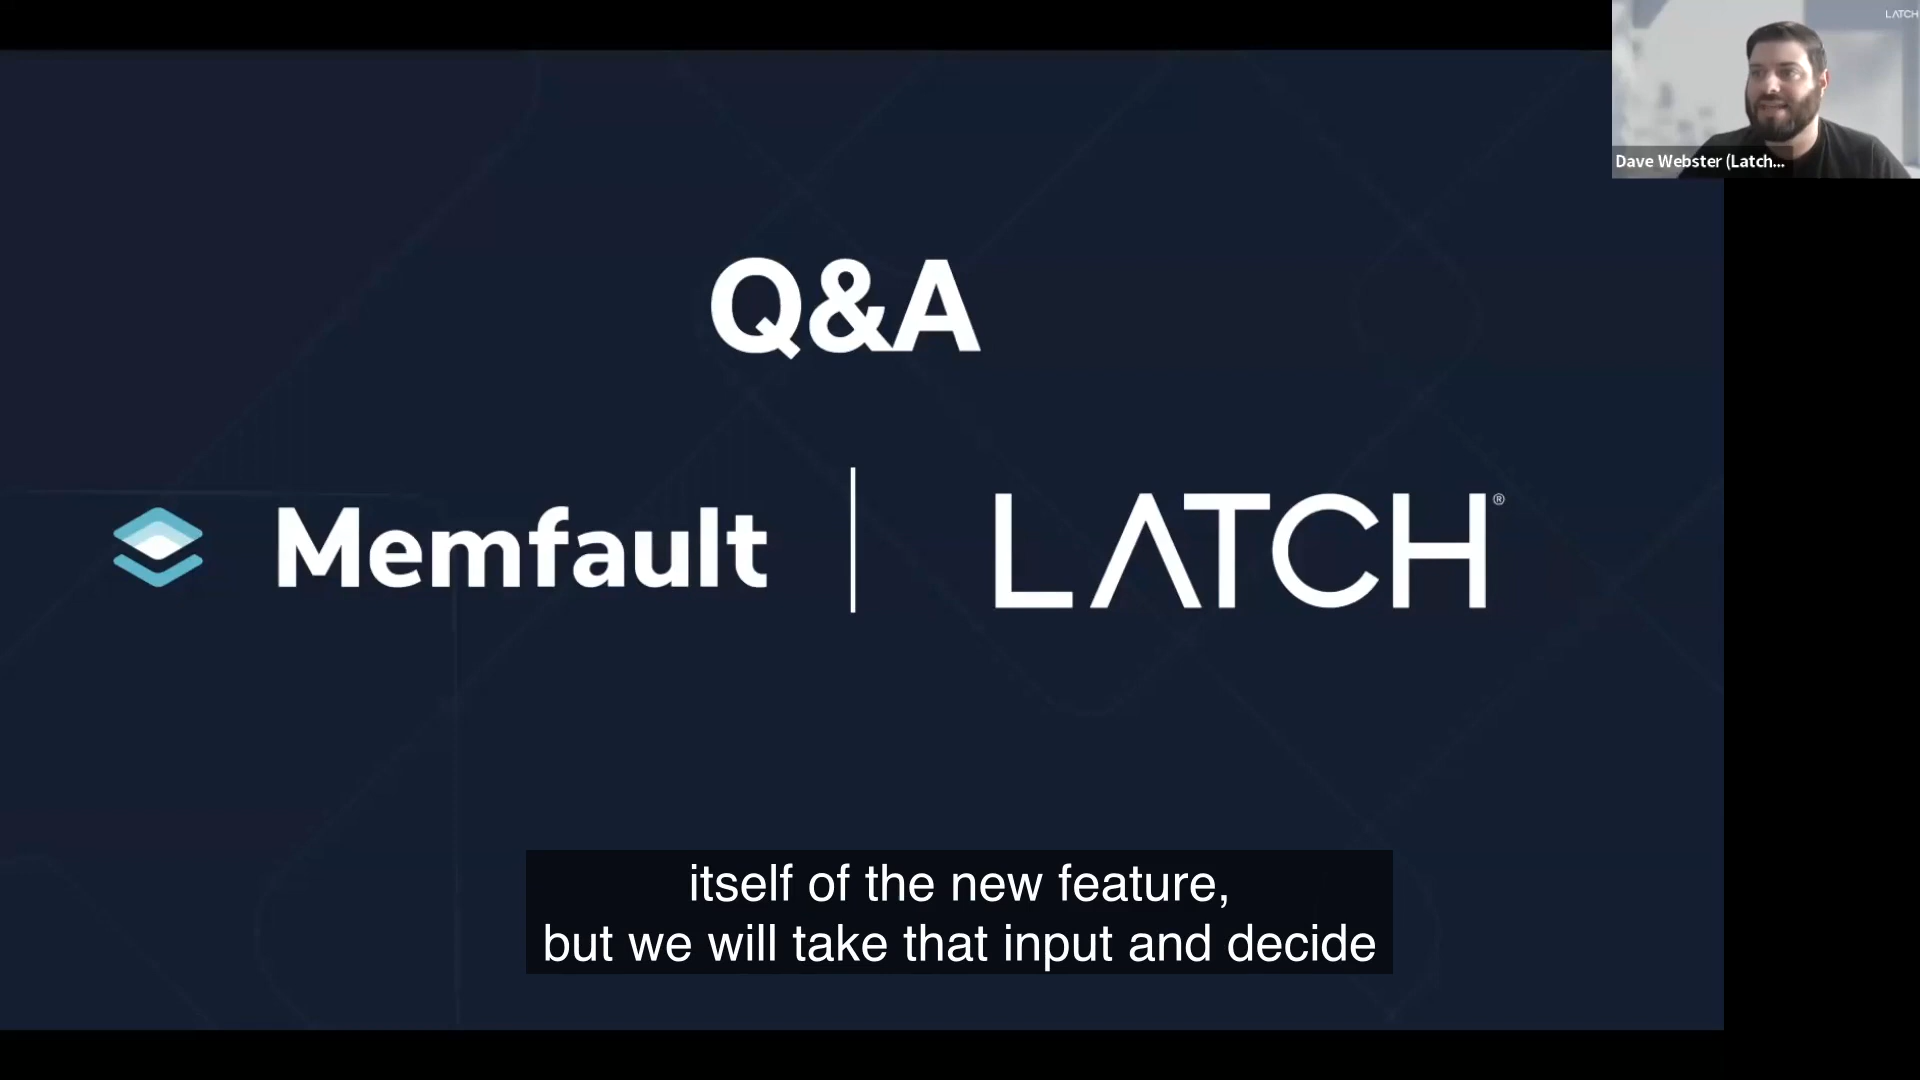 LATCH
Dave Webster (Latch...
Q&A
Memfault
LATCH®
itself of the new feature,
but we will take that input and decide